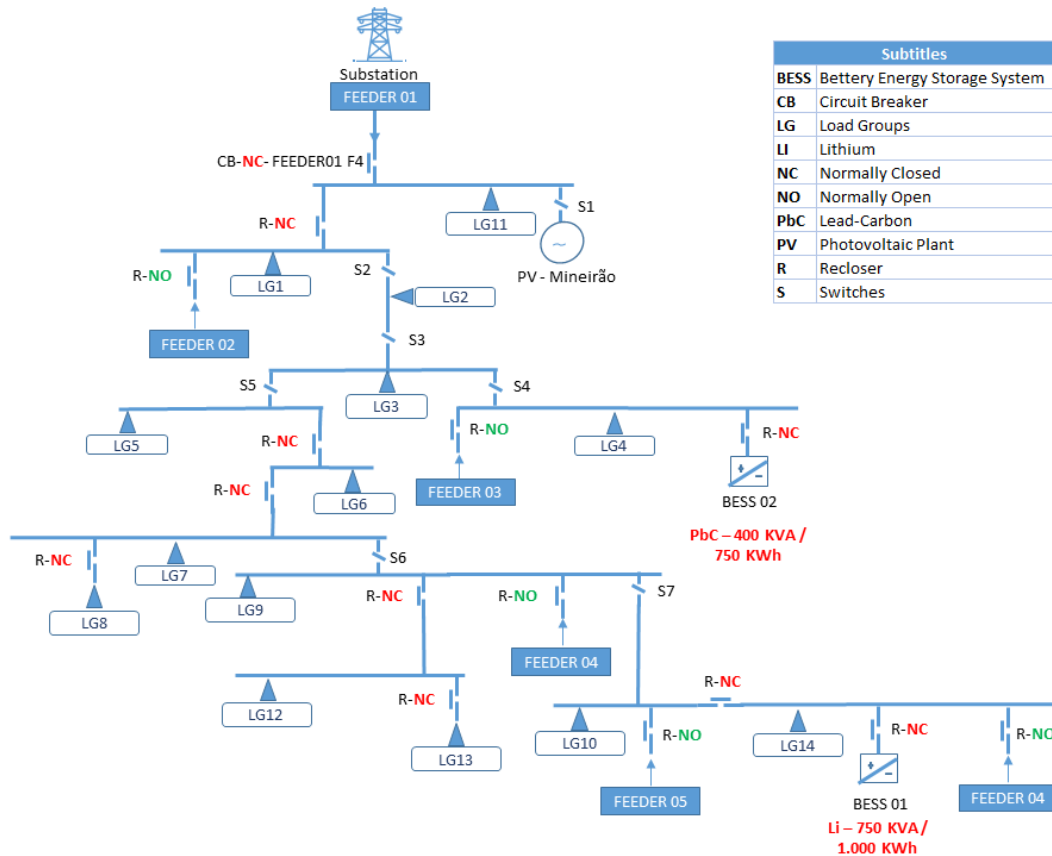 Substation
FEEDER 01
CB-NC- FEEDER01 F4
S1
R-NC
LG11
PV - Mineirão
R-NO
LG1
S2
LG2
FEEDER 02
S3
S5
LG3
S4
LG5
R-NC
R-NO
LG4
R-NC
R-NC
LG6
FEEDER 03
BESS 02
PbC – 400 KVA /
750 KWh
R-NC
LG7
S6
LG8
LG9
R-NC
R-NO
S7
FEEDER 04
LG12
R-NC
LG13
R-NC
LG10
R-NO
LG14
R-NC
R-NO
FEEDER 05
BESS 01
FEEDER 04
Li – 750 KVA /
1.000 KWh
Subtitles
BESS Bettery Energy Storage System
CB Circuit Breaker
LG Load Groups
LI Lithium
NC Normally Closed
NO Normally Open
PbC Lead-Carbon
PV Photovoltaic Plant
R Recloser
S Switches